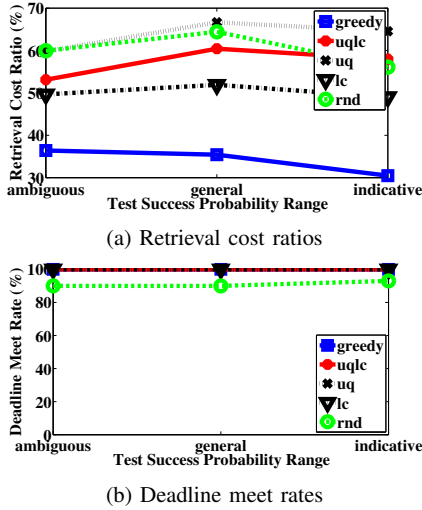 70
60
50
40
30
Retrieval Cost Ratio (%)
greedy
uqlc
uq
lc
rnd
ambiguous general indicative
Test Success Probability Range
(a) Retrieval cost ratios
100
80
60
40
20
0
Deadline Meet Rate (%)
greedy
uqlc
uq
lc
rnd
ambiguous general indicative
Test Success Probability Range
(b) Deadline meet rates